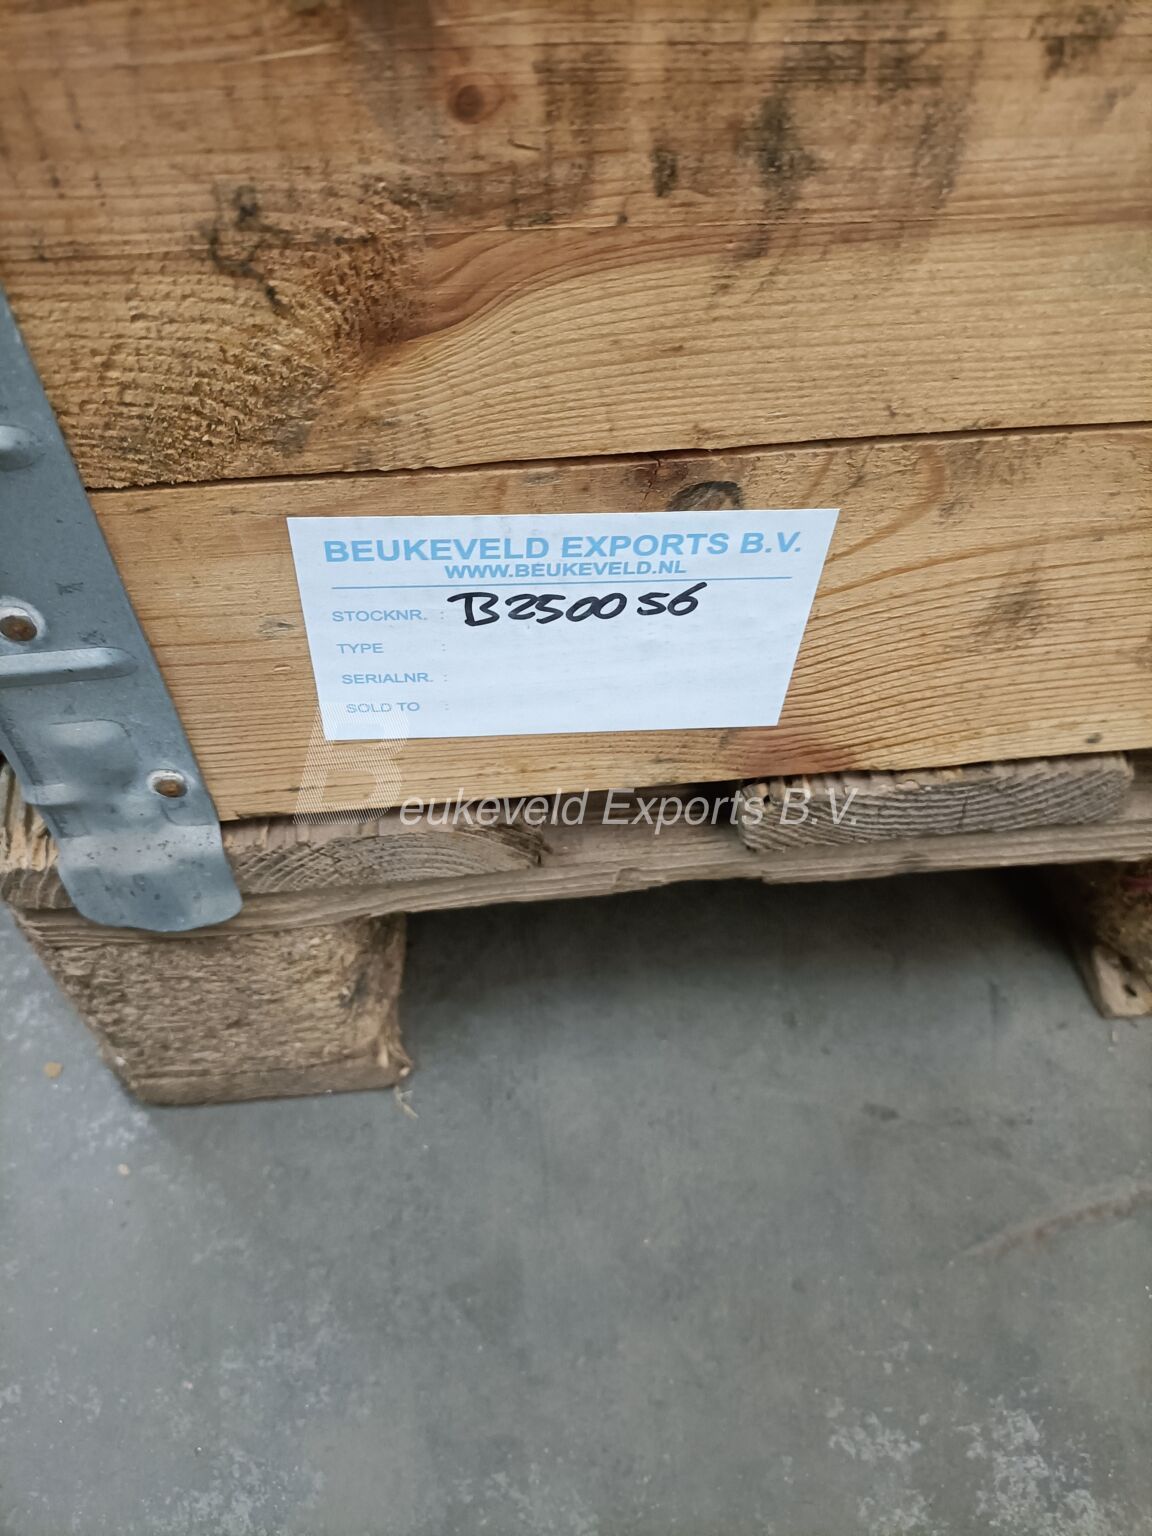 BEUKEVELD EXPORTS B.V.
WWW.BEUKEVELD.NL
STOCKNR. : B250056
TYPE :
SERIALNR. :
SOLD TO :
Beukeveld Exports B.V.